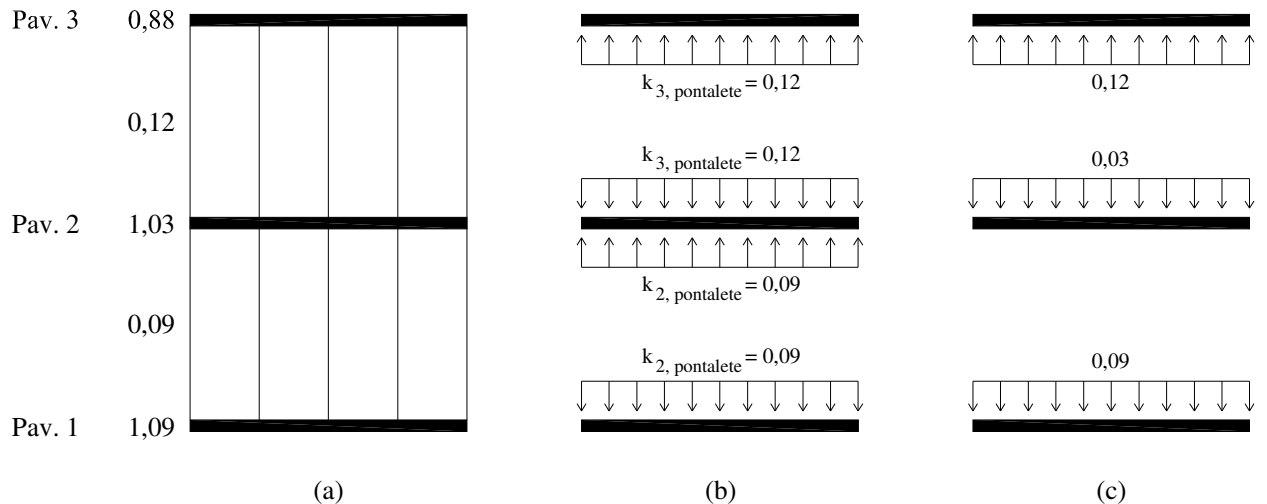 Pav. 3 0,88
k 3, pontalete = 0,12
0,12
0,12
k 3, pontalete = 0,12
0,03
Pav. 2 1,03
k 2, pontalete = 0,09
0,09
k 2, pontalete = 0,09
0,09
Pav. 1 1,09
(a) (b) (c)